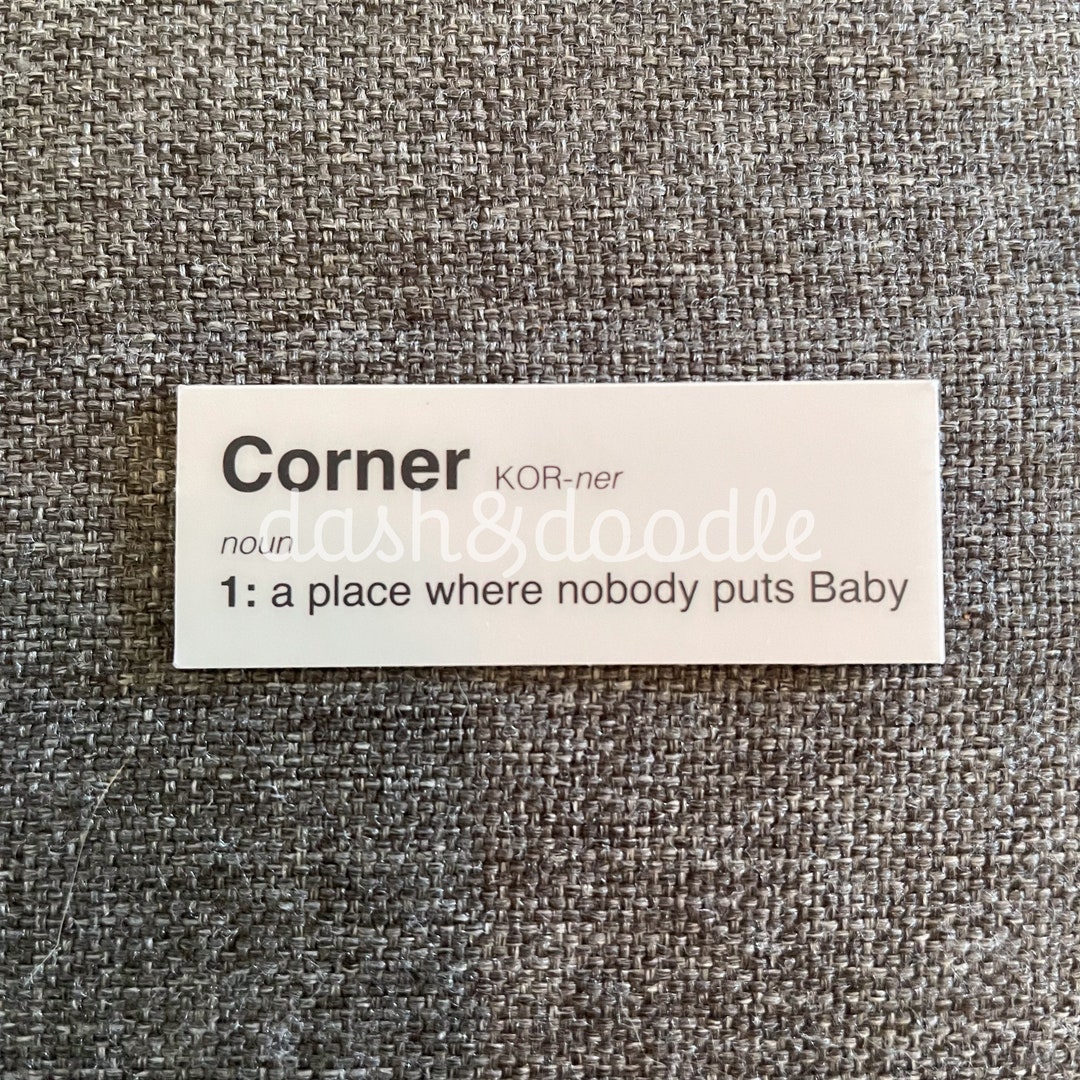 Corner KOR-ner
dash&doodle
noun
1: a place where nobody puts Baby